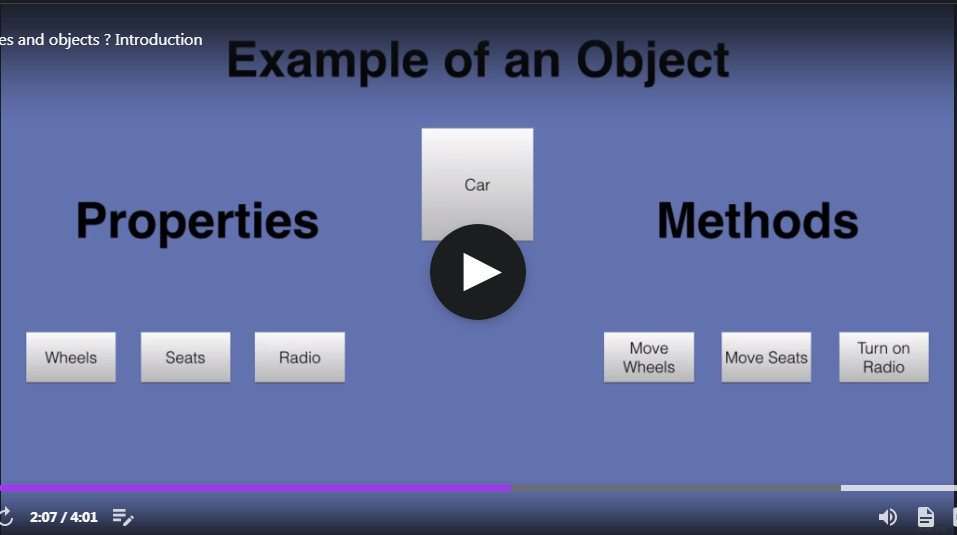 es and objects ? Introduction
Example of an Object
Car
Properties
Methods
Wheels
Seats
Radio
Move
Wheels
Move Seats
Turn on
Radio
2:07 / 4:01